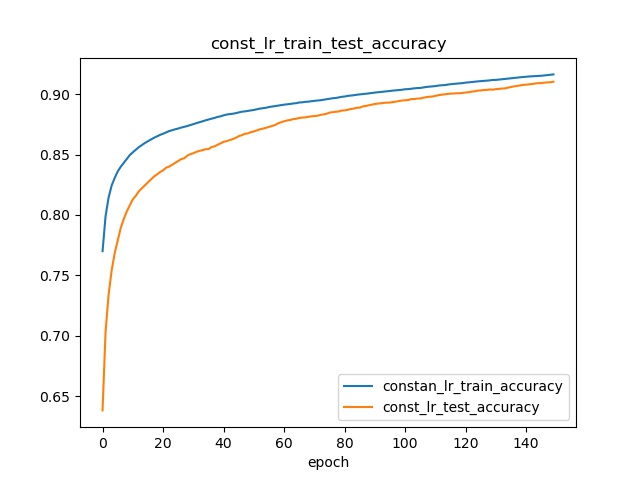 const_lr_train_test_accuracy
0.90
0.85
0.80
0.75
0.70
0.65
constan_lr_train_accuracy
const_lr_test_accuracy
0 20 40 60 80 100 120 140
epoch